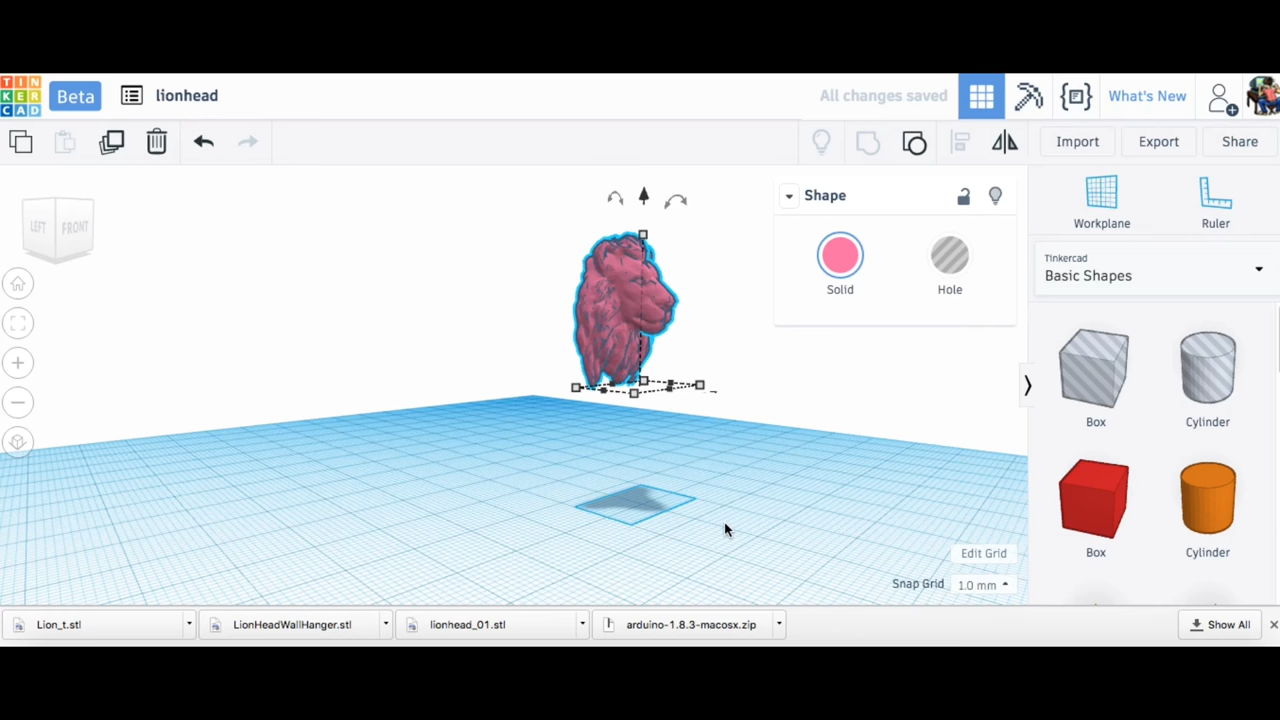 TIN
KER
CAD
Beta
lionhead
All changes saved
What's New
Import
Export
Share
LEFT
FRONT
Shape
Solid
Hole
Workplane
Ruler
Tinkercad
Basic Shapes
Box
Cylinder
Box
Cylinder
Edit Grid
Snap Grid
1.0 mm
Lion_t.stl
LionHeadWallHanger.stl
lionhead_01.stl
arduino-1.8.3-macosx.zip
Show All